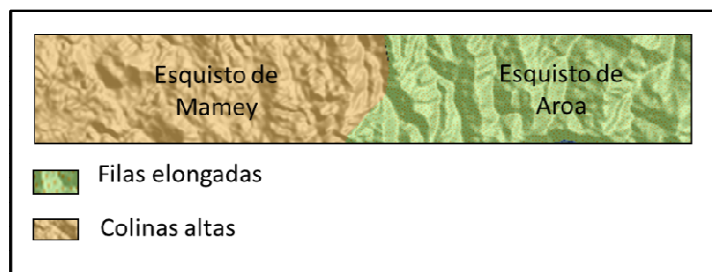 Esquisto de
Mamey
Esquisto de
Aroa
Filas elongadas
Colinas altas